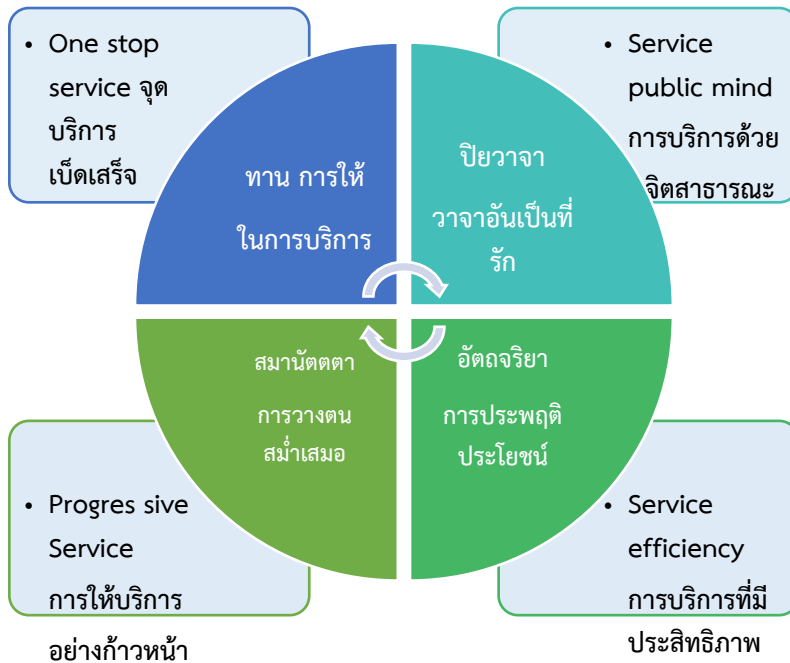 • One stop
service จุด
บริการ
เบ็ดเสร็จ
ทาน การให้
ในการบริการ
ปิยวาจา
วาจาอันเป็นที่
รัก
• Service
public mind
การบริการด้วย
จิตสาธารณะ
สมานัตตตา
การวางตน
สม่ำเสมอ
อัตถจริยา
การประพฤติ
ประโยชน์
• Progres sive
Service
การให้บริการ
อย่างก้าวหน้า
• Service
efficiency
การบริการที่มี
ประสิทธิภาพ